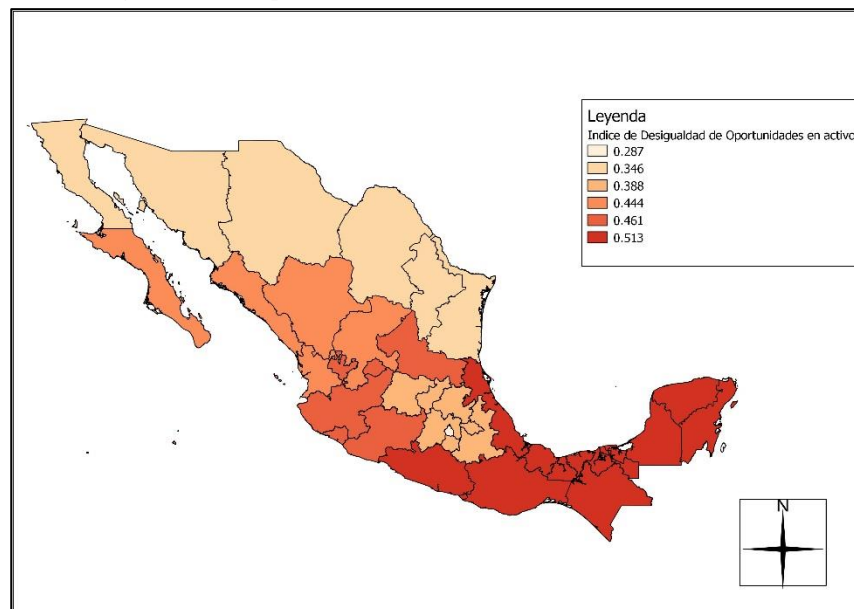 Leyenda
Indice de Desigualdad de Oportunidades en activo
0.287
0.346
0.388
0.444
0.461
0.513
N